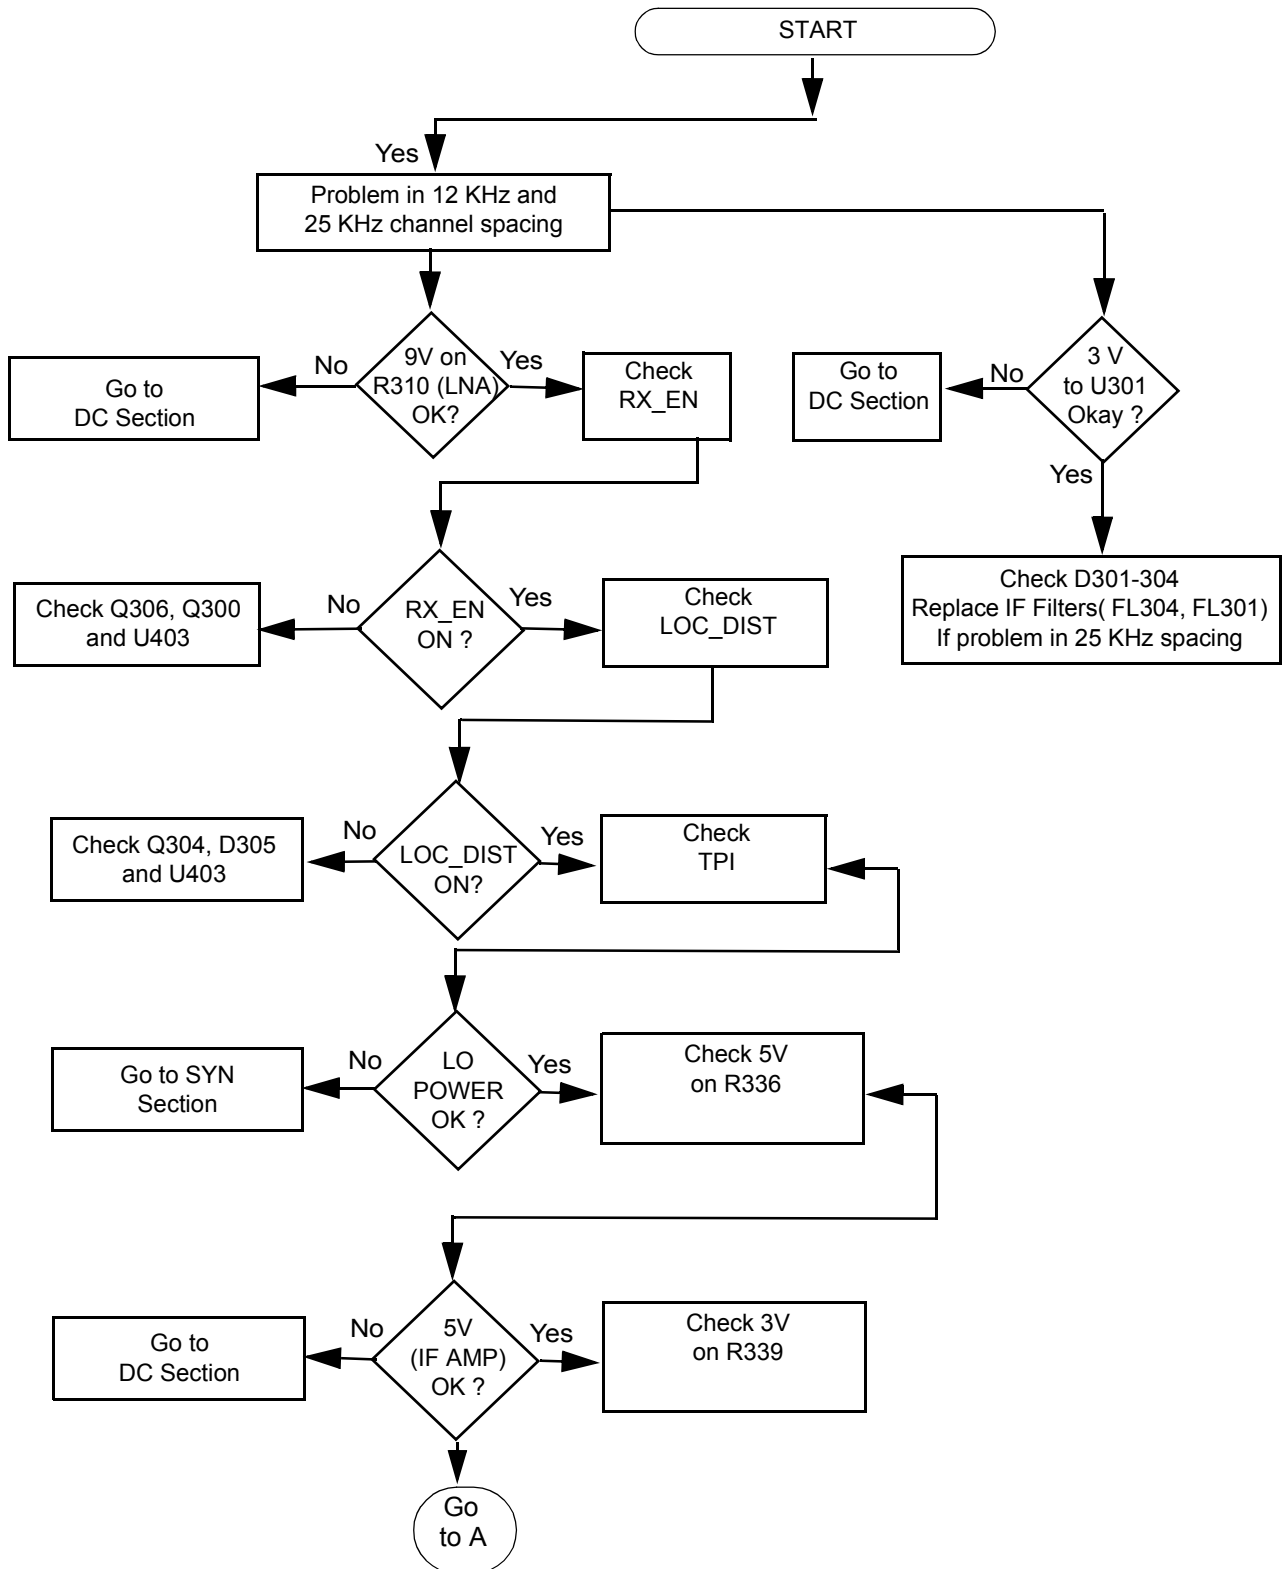 START
Yes
Problem in 12 KHz and
25 KHz channel spacing
No
9V on
R310 (LNA)
OK?
Yes
Check
RX_EN
Go to
DC Section
Go to
DC Section
No
3 V
to U301
Okay ?
Yes
Check Q306, Q300
and U403
No
RX_EN
ON ?
Yes
Check
LOC_DIST
Check D301-304
Replace IF Filters( FL304, FL301)
If problem in 25 KHz spacing
Check Q304, D305
and U403
No
LOC_DIST
ON?
Yes
Check
TPI
Go to SYN
Section
No
LO
POWER
OK ?
Yes
Check 5V
on R336
Go to
DC Section
No
5V
(IF AMP)
OK ?
Yes
Check 3V
on R339
Go
to A